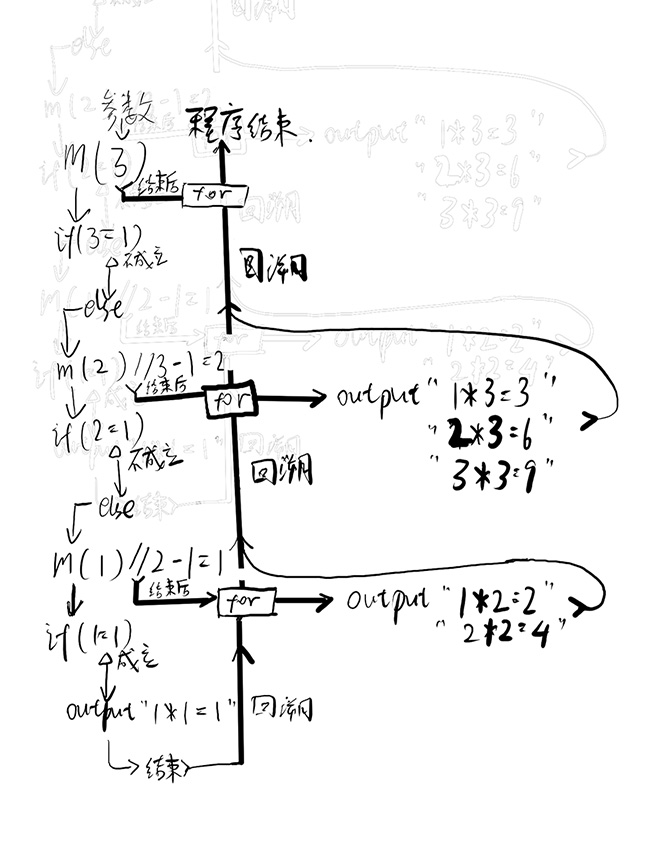 参数
程序结束.
m(3)
结束后
for
if(3=1)
不成立
回溯
else
m(2)//3-1=2
结束后
for
output "1*3=3"
"2*3=6
"3*3=9"
if(2=1)
不成立
回溯
else
m(1)//2-1=1
结束后
for
output "1*2=2"
"2*2=4"
if(1=1)
成立
output "1*1=1"
回溯
结束